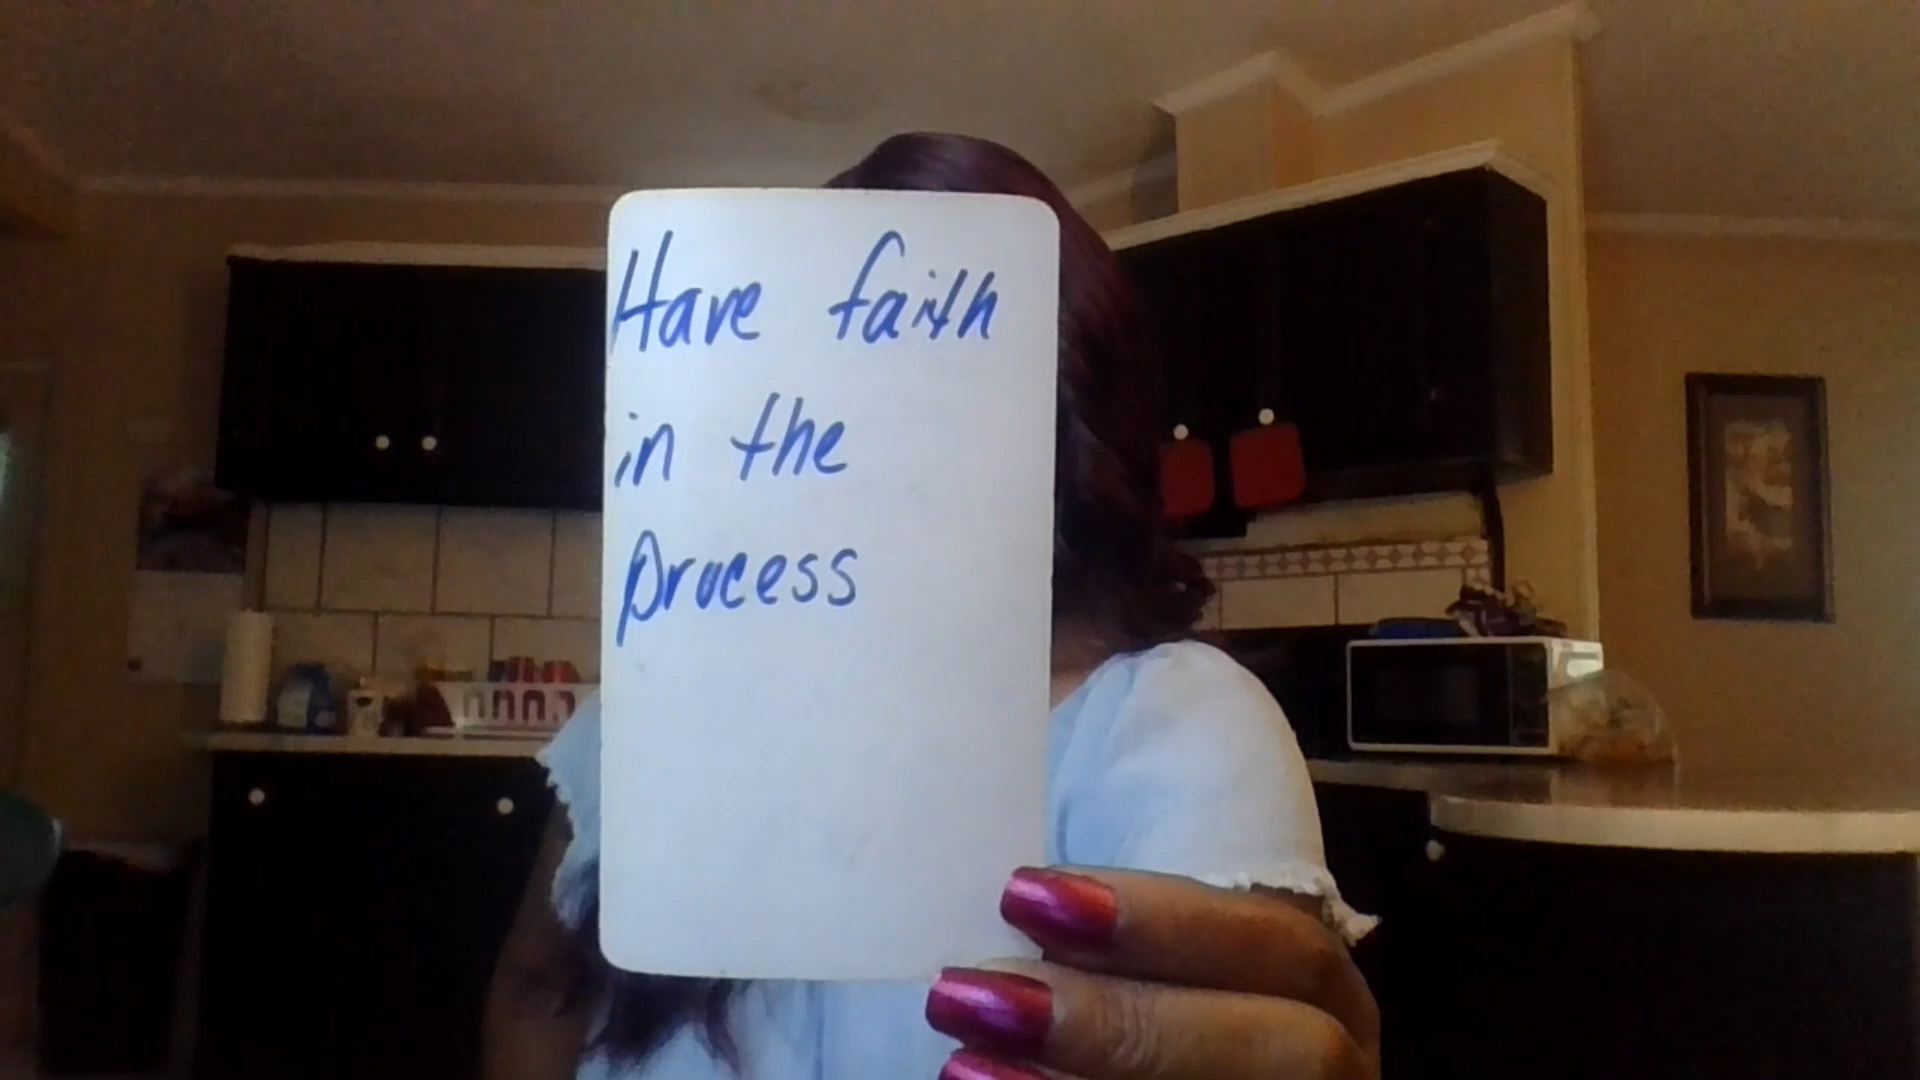 Have faith
in the
process